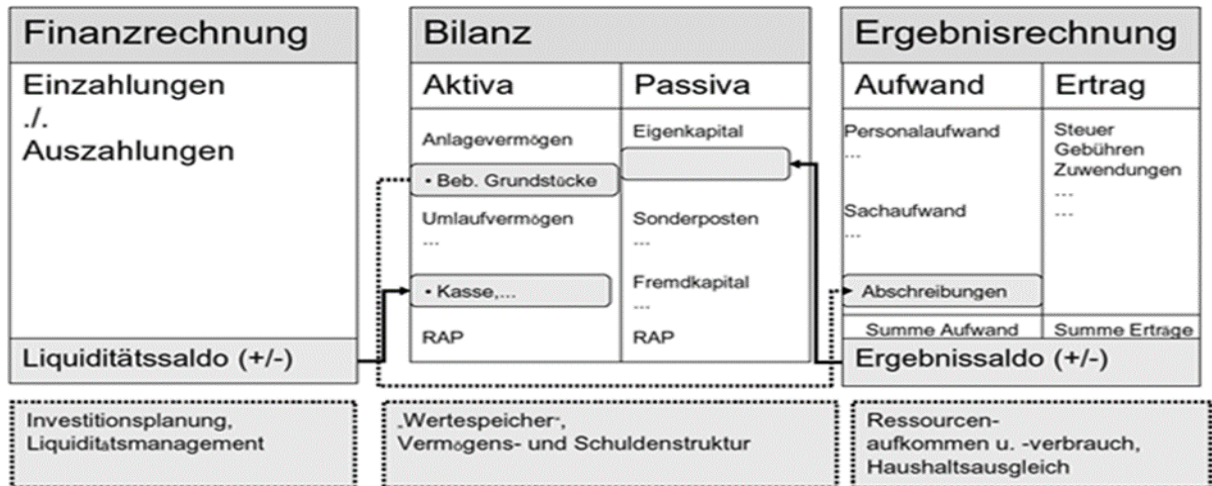 Finanzrechnung
Einzahlungen
./.
Auszahlungen
Liquiditätssaldo (+/-)
Investitionsplanung,
Liquiditätsmanagement
Bilanz
Aktiva
Anlagevermögen
• Beb. Grundstücke
Umlaufvermögen
...
• Kasse,...
RAP
Passiva
Eigenkapital
Sonderposten
...
Fremdkapital
...
RAP
„Wertespeicher“,
Vermögens- und Schuldenstruktur
Ergebnisrechnung
Aufwand
Personalaufwand
...
Sachaufwand
...
Abschreibungen
Summe Aufwand
Ertrag
Steuer
Gebühren
Zuwendungen
...
...
Summe Erträge
Ergebnissaldo (+/-)
Ressourcen-
aufkommen u. -verbrauch,
Haushaltsausgleich